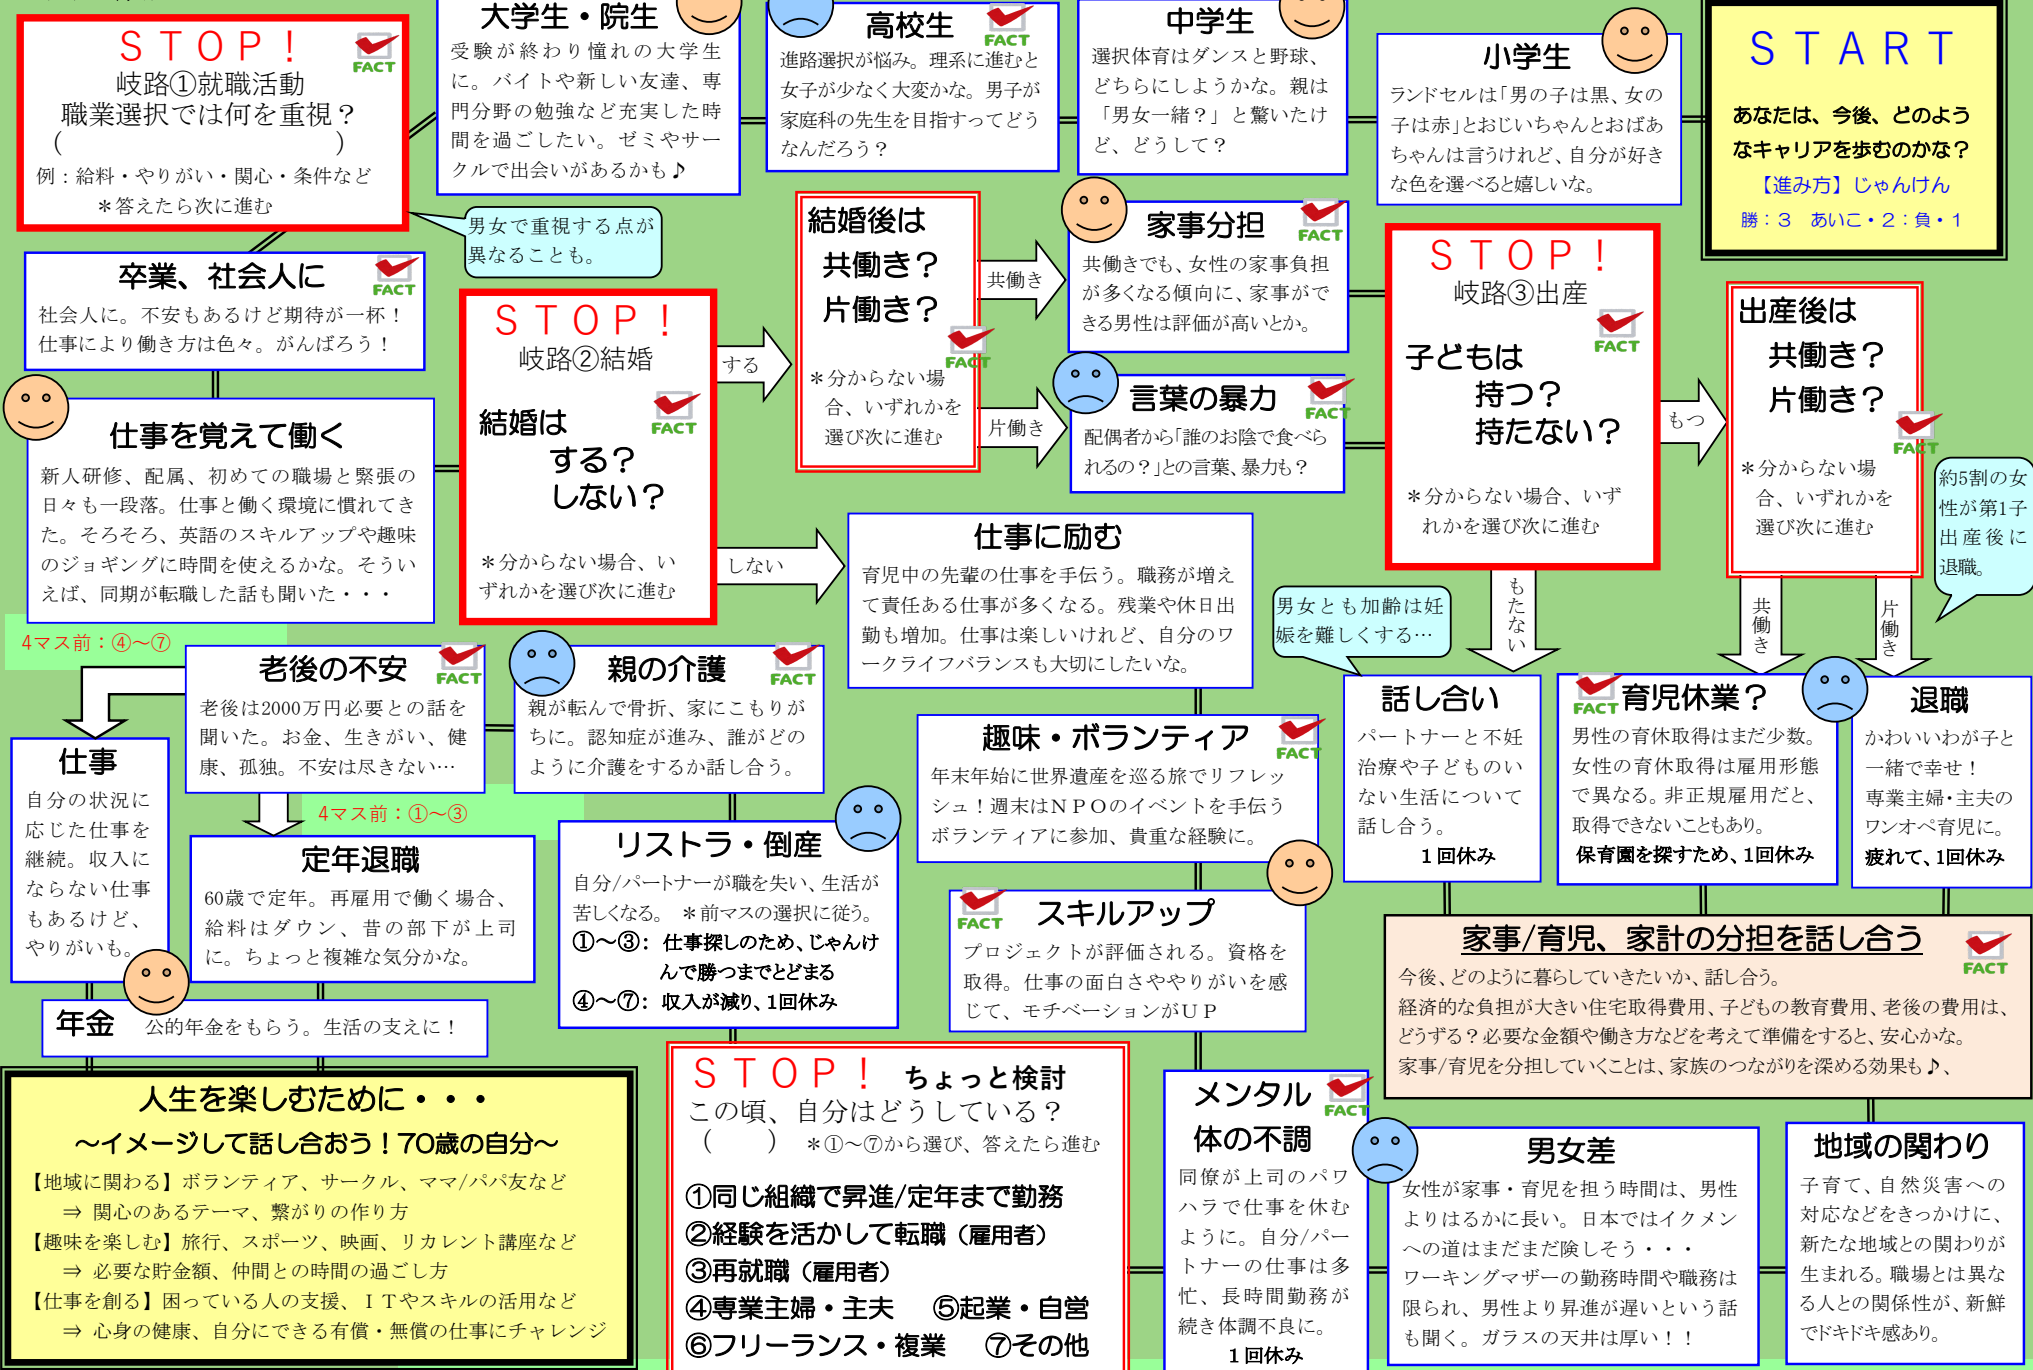 START
あなたは、今後、どのよう
なキャリアを歩むのかな？
【進み方】じゃんけん
勝：３　あいこ・２：負・１
小学生
ランドセルは「男の子は黒、女の
子は赤」とおじいちゃんとおばあ
ちゃんは言うけれど、自分が好き
な色を選べると嬉しいな。
中学生
選択体育はダンスと野球、
どちらにしようかな。親は
「男女一緒？」と驚いたけ
ど、どうして？
高校生
FACT
進路選択が悩み。理系に進むと
女子が少なく大変かな。男子が
家庭科の先生を目指すってどう
なんだろう？
大学生・院生
受験が終わり憧れの大学生
に。バイトや新しい友達、専
門分野の勉強など充実した時
間を過ごしたい。ゼミやサー
クルで出会いがあるかも♪
STOP！
FACT
岐路①就職活動
職業選択では何を重視？
（　　　　　　　　　　）
例：給料・やりがい・関心・条件など
＊答えたら次に進む
男女で重視する点が
異なることも。
卒業、社会人に
FACT
社会人に。不安もあるけど期待が一杯！
仕事により働き方は色々。がんばろう！
仕事を覚えて働く
新人研修、配属、初めての職場と緊張の
日々も一段落。仕事と働く環境に慣れてき
た。そろそろ、英語のスキルアップや趣味
のジョギングに時間を使えるかな。そうい
えば、同期が転職した話も聞いた・・・
STOP！
岐路②結婚
FACT
結婚は
する？
しない？
＊分からない場合、い
ずれかを選び次に進む
する
しない
結婚後は
共働き？
片働き？
FACT
＊分からない場
合、いずれかを
選び次に進む
共働き
片働き
家事分担
FACT
共働きでも、女性の家事負担
が多くなる傾向に、家事がで
きる男性は評価が高いとか。
言葉の暴力
FACT
配偶者から「誰のお陰で食べら
れるの？」との言葉、暴力も？
STOP！
岐路③出産
FACT
子どもは
持つ？
持たない？
＊分からない場合、いず
れかを選び次に進む
もつ
もたない
出産後は
共働き？
片働き？
FACT
＊分からない場
合、いずれかを
選び次に進む
約5割の女
性が第1子
出産後に
退職。
共働き
片働き
仕事に励む
育児中の先輩の仕事を手伝う。職務が増え
て責任ある仕事が多くなる。残業や休日出
勤も増加。仕事は楽しいけれど、自分のワ
ークライフバランスも大切にしたいな。
男女とも加齢は妊
娠を難しくする…
話し合い
パートナーと不妊
治療や子どものい
ない生活について
話し合う。
１回休み
FACT
育児休業？
男性の育休取得はまだ少数。
女性の育休取得は雇用形態
で異なる。非正規雇用だと、
取得できないこともあり。
保育園を探すため、1回休み
退職
かわいいわが子と
一緒で幸せ！
専業主婦・主夫の
ワンオペ育児に。
疲れて、1回休み
趣味・ボランティア
FACT
年末年始に世界遺産を巡る旅でリフレッ
シュ！週末はＮＰＯのイベントを手伝う
ボランティアに参加、貴重な経験に。
FACT
スキルアップ
プロジェクトが評価される。資格を
取得。仕事の面白さややりがいを感
じて、モチベーションがＵＰ
家事/育児、家計の分担を話し合う
FACT
今後、どのように暮らしていきたいか、話し合う。
経済的な負担が大きい住宅取得費用、子どもの教育費用、老後の費用は、
どうする？必要な金額や働き方などを考えて準備をすると、安心かな。
家事/育児を分担していくことは、家族のつながりを深める効果も♪、
地域の関わり
子育て、自然災害への
対応などをきっかけに、
新たな地域との関わりが
生まれる。職場とは異な
る人との関係性が、新鮮
でドキドキ感あり。
男女差
女性が家事・育児を担う時間は、男性
よりはるかに長い。日本ではイクメン
への道はまだまだ険しそう・・・
ワーキングマザーの勤務時間や職務は
限られ、男性より昇進が遅いという話
も聞く。ガラスの天井は厚い！！
メンタル
FACT
体の不調
同僚が上司のパワ
ハラで仕事を休む
ように。自分/パー
トナーの仕事は多
忙、長時間勤務が
続き体調不良に。
１回休み
STOP！　ちょっと検討
この頃、自分はどうしている？
（　　）＊①～⑦から選び、答えたら進む
①同じ組織で昇進/定年まで勤務
②経験を活かして転職（雇用者）
③再就職（雇用者）
④専業主婦・主夫　⑤起業・自営
⑥フリーランス・複業　⑦その他
リストラ・倒産
自分/パートナーが職を失い、生活が
苦しくなる。　＊前マスの選択に従う。
①～③：仕事探しのため、じゃんけ
んで勝つまでとどまる
④～⑦：収入が減り、1回休み
親の介護
FACT
親が転んで骨折、家にこもりが
ちに。認知症が進み、誰がどの
ように介護をするか話し合う。
老後の不安
FACT
老後は2000万円必要との話を
聞いた。お金、生きがい、健
康、孤独。不安は尽きない…
4マス前：④～⑦
4マス前：①～③
仕事
自分の状況に
応じた仕事を
継続。収入に
ならない仕事
もあるけど、
やりがいも。
定年退職
60歳で定年。再雇用で働く場合、
給料はダウン、昔の部下が上司
に。ちょっと複雑な気分かな。
年金　公的年金をもらう。生活の支えに！
人生を楽しむために・・・
～イメージして話し合おう！70歳の自分～
【地域に関わる】ボランティア、サークル、ママ/パパ友など
⇒ 関心のあるテーマ、繋がりの作り方
【趣味を楽しむ】旅行、スポーツ、映画、リカレント講座など
⇒ 必要な貯金額、仲間との時間の過ごし方
【仕事を創る】困っている人の支援、ＩＴやスキルの活用など
⇒ 心身の健康、自分にできる有償・無償の仕事にチャレンジ